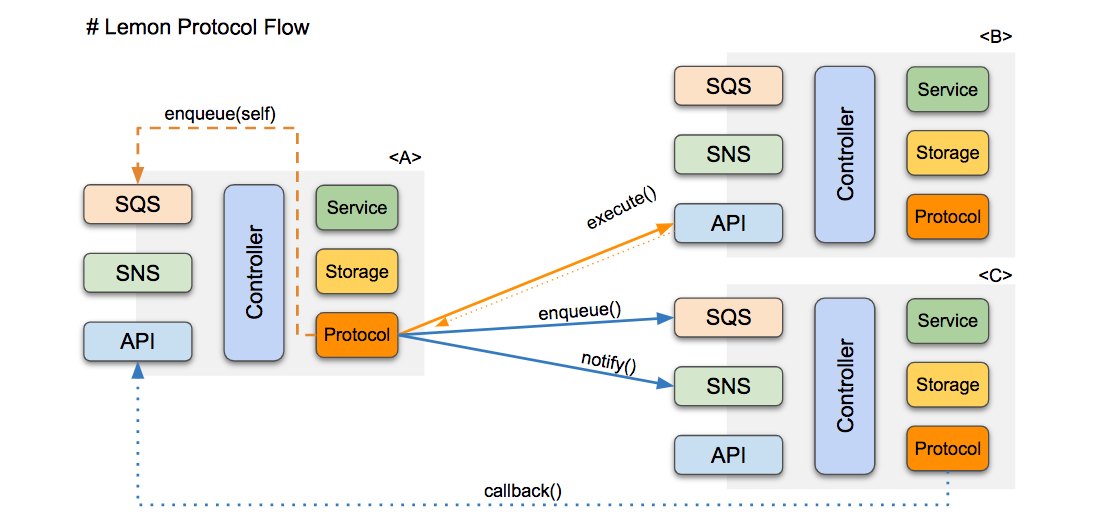 # Lemon Protocol Flow
<B>
SQS
Service
SNS
Controller
Storage
API
Protocol
enqueue(self)
<A>
SQS
Service
SNS
Controller
Storage
API
Protocol
execute()
enqueue()
notify()
<C>
SQS
Service
SNS
Controller
Storage
API
Protocol
callback()